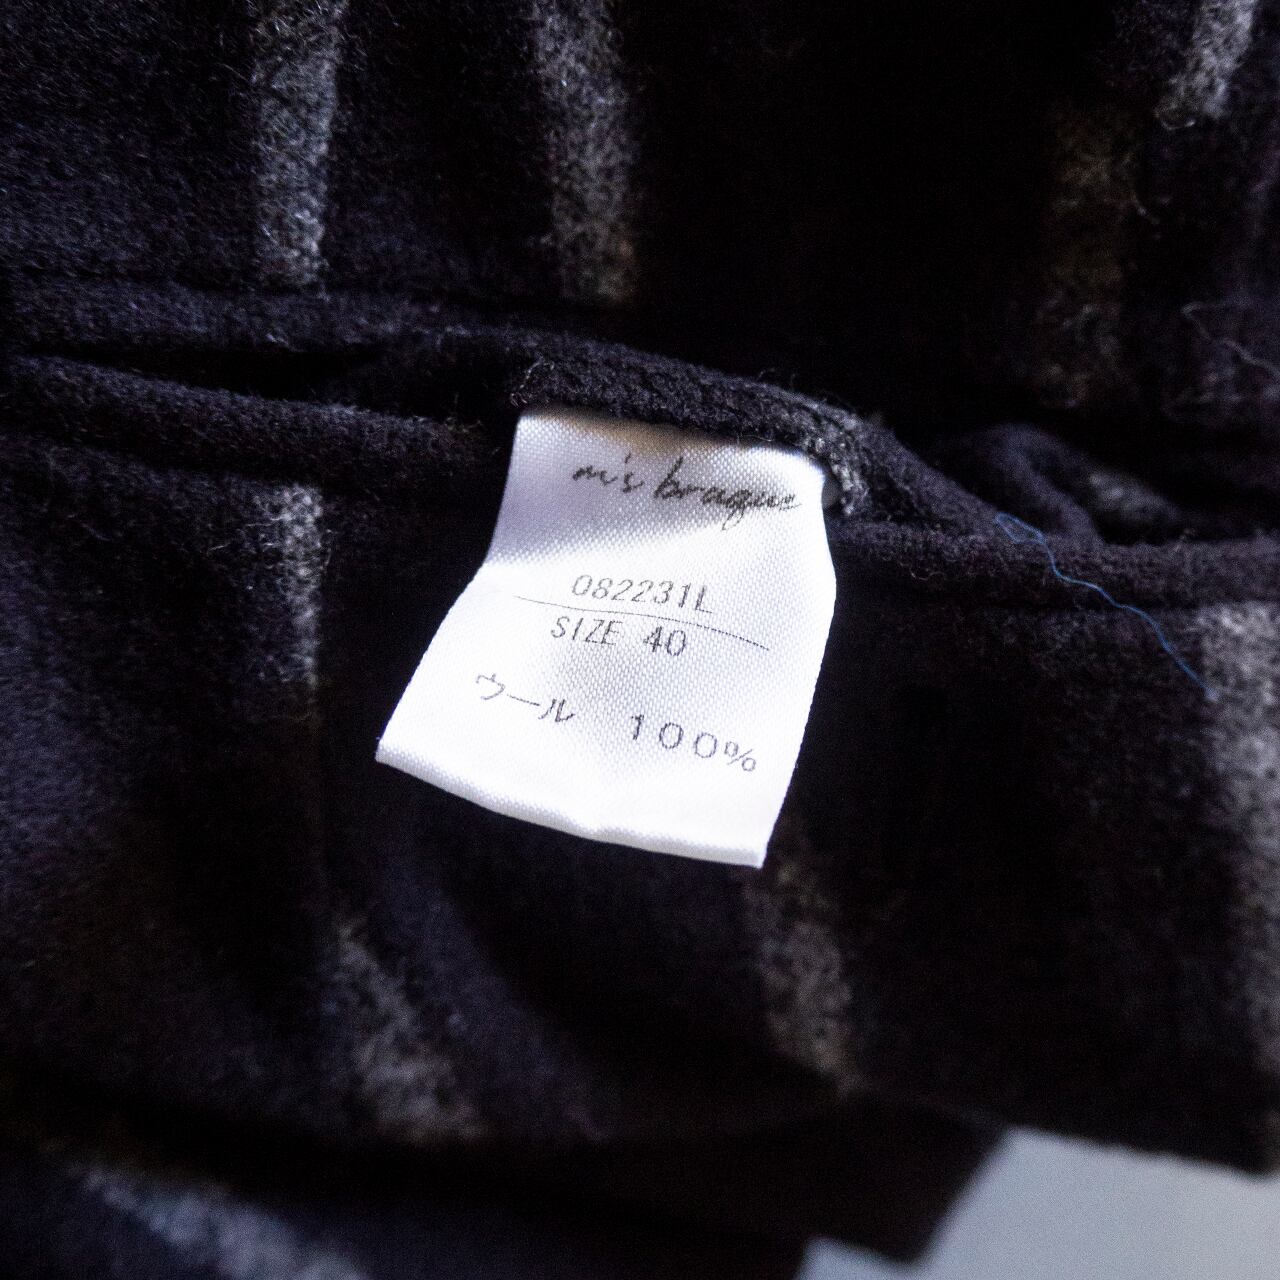 m's braque
082231L
SIZE 40
ウール 100%